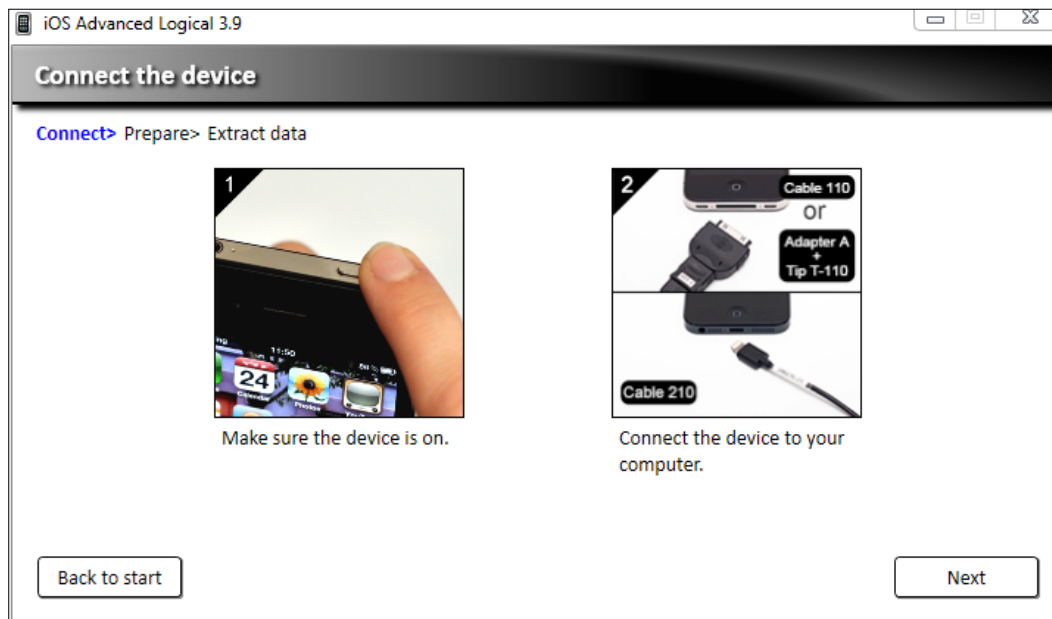 iOS Advanced Logical 3.9
Connect the device
Connect> Prepare> Extract data
1
11:50
24
Calendar
Photos
2
Cable 110
or
Adapter A
+
Tip T-110
Cable 210
Make sure the device is on.
Connect the device to your
computer.
Back to start
Next